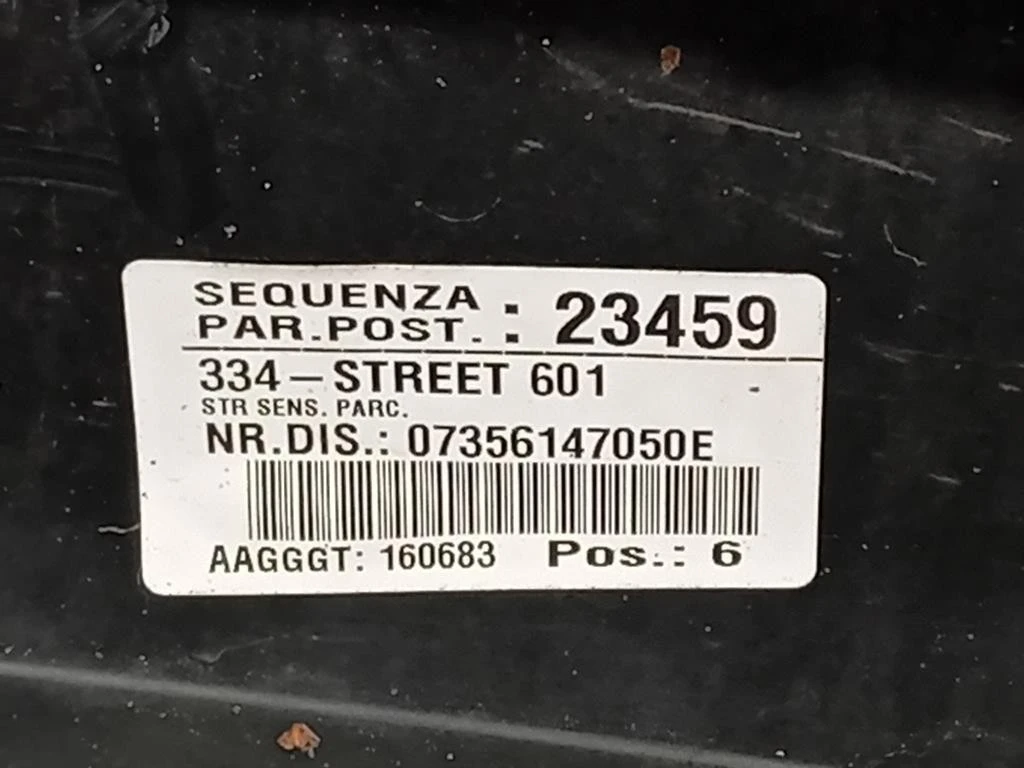 SEQUENZA
PAR.POST. : 23459
334-STREET 601 -
STR SENS. PARC.
NR.DIS.: 07356147050E
AAGGGT: 160683 Pos.: 6